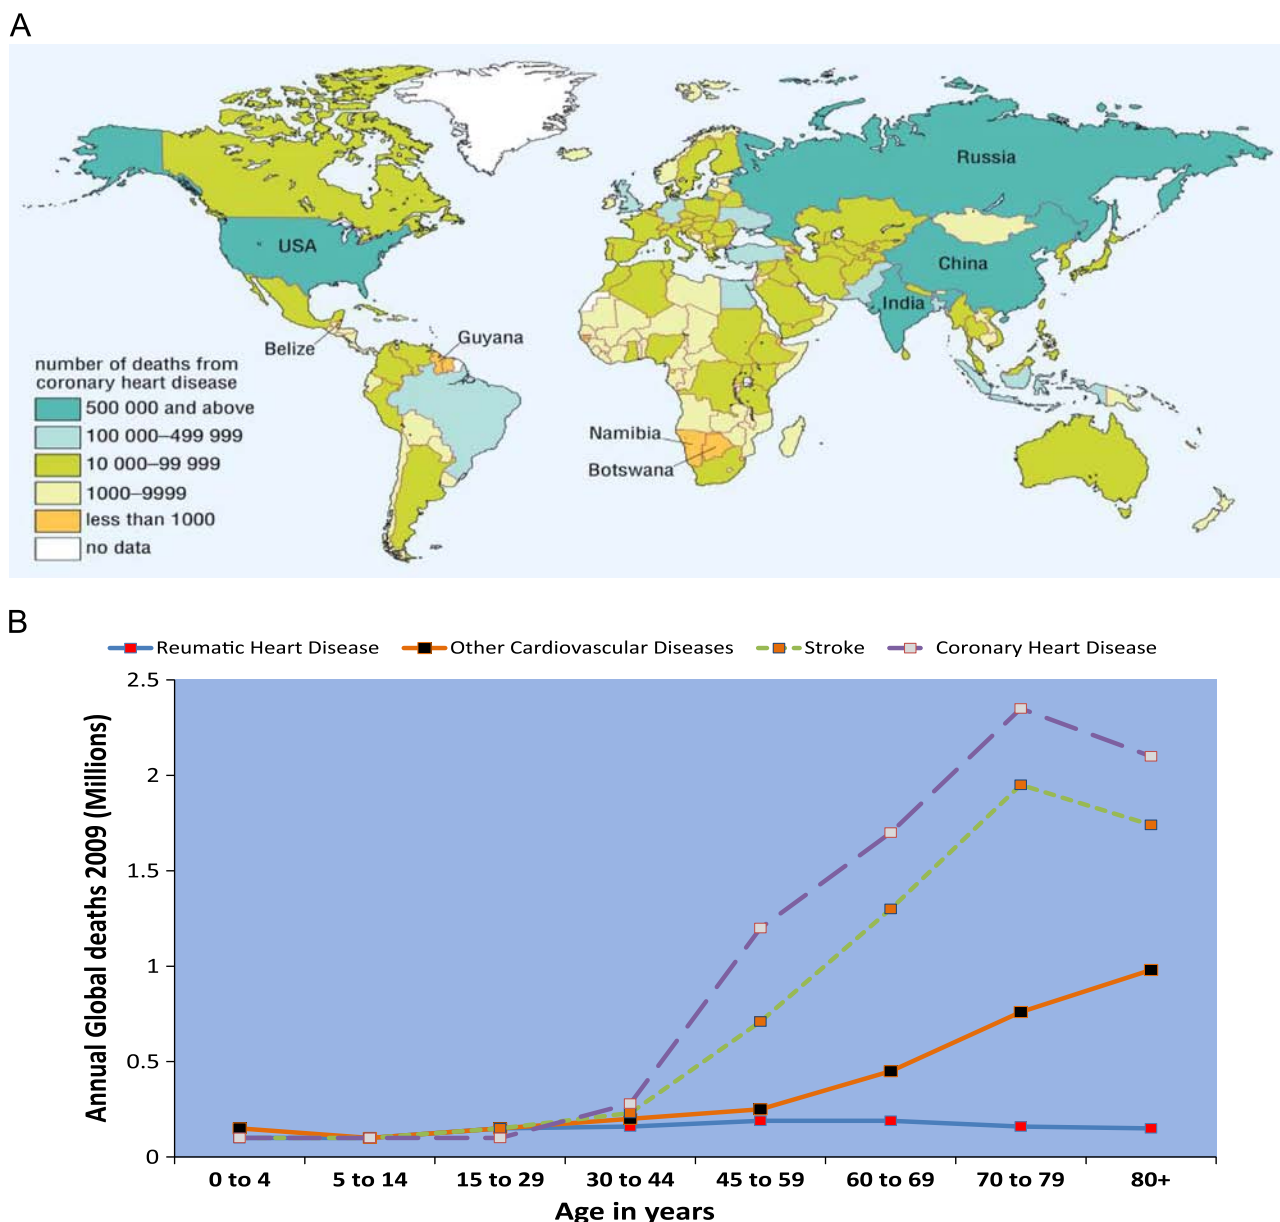 A
Russia
USA
China
India
Guyana
Belize
number of deaths from
coronary heart disease
500 000 and above
100 000–499 999
10 000–99 999
1000–9999
less than 1000
no data
Namibia
Botswana
B
Reumatic Heart Disease
Other Cardiovascular Diseases
Stroke
Coronary Heart Disease
Annual Global deaths 2009 (Millions)
2.5
2
1.5
1
0.5
0
0 to 4
5 to 14
15 to 29
30 to 44
45 to 59
60 to 69
70 to 79
80+
Age in years